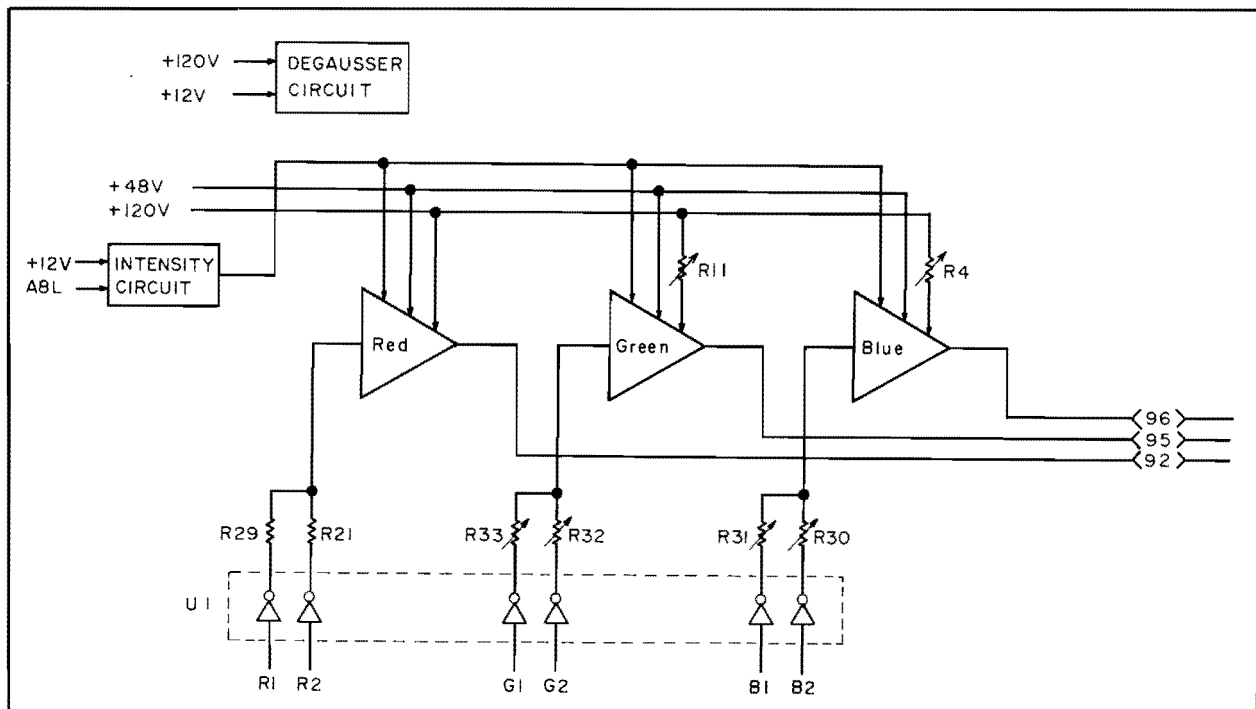 +120V
DEGAUSSER
CIRCUIT
+12V
+48V
+120V
+12V
INTENSITY
CIRCUIT
ABL
R11
R4
Red
Green
Blue
96
95
92
R29
R21
R33
R32
R31
R30
U1
R1
R2
G1
G2
B1
B2